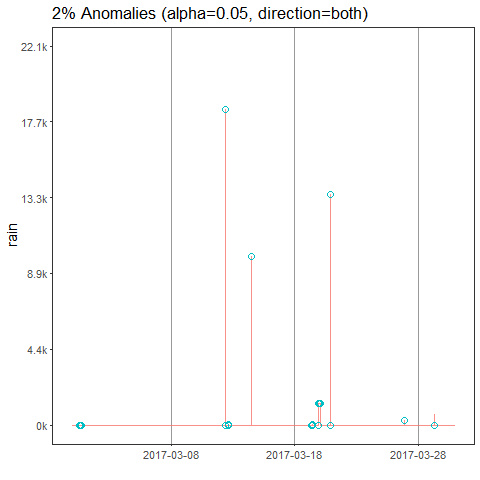 2% Anomalies (alpha=0.05, direction=both)
22.1k
17.7k
13.3k
8.9k
4.4k
0k
rain
2017-03-08
2017-03-18
2017-03-28